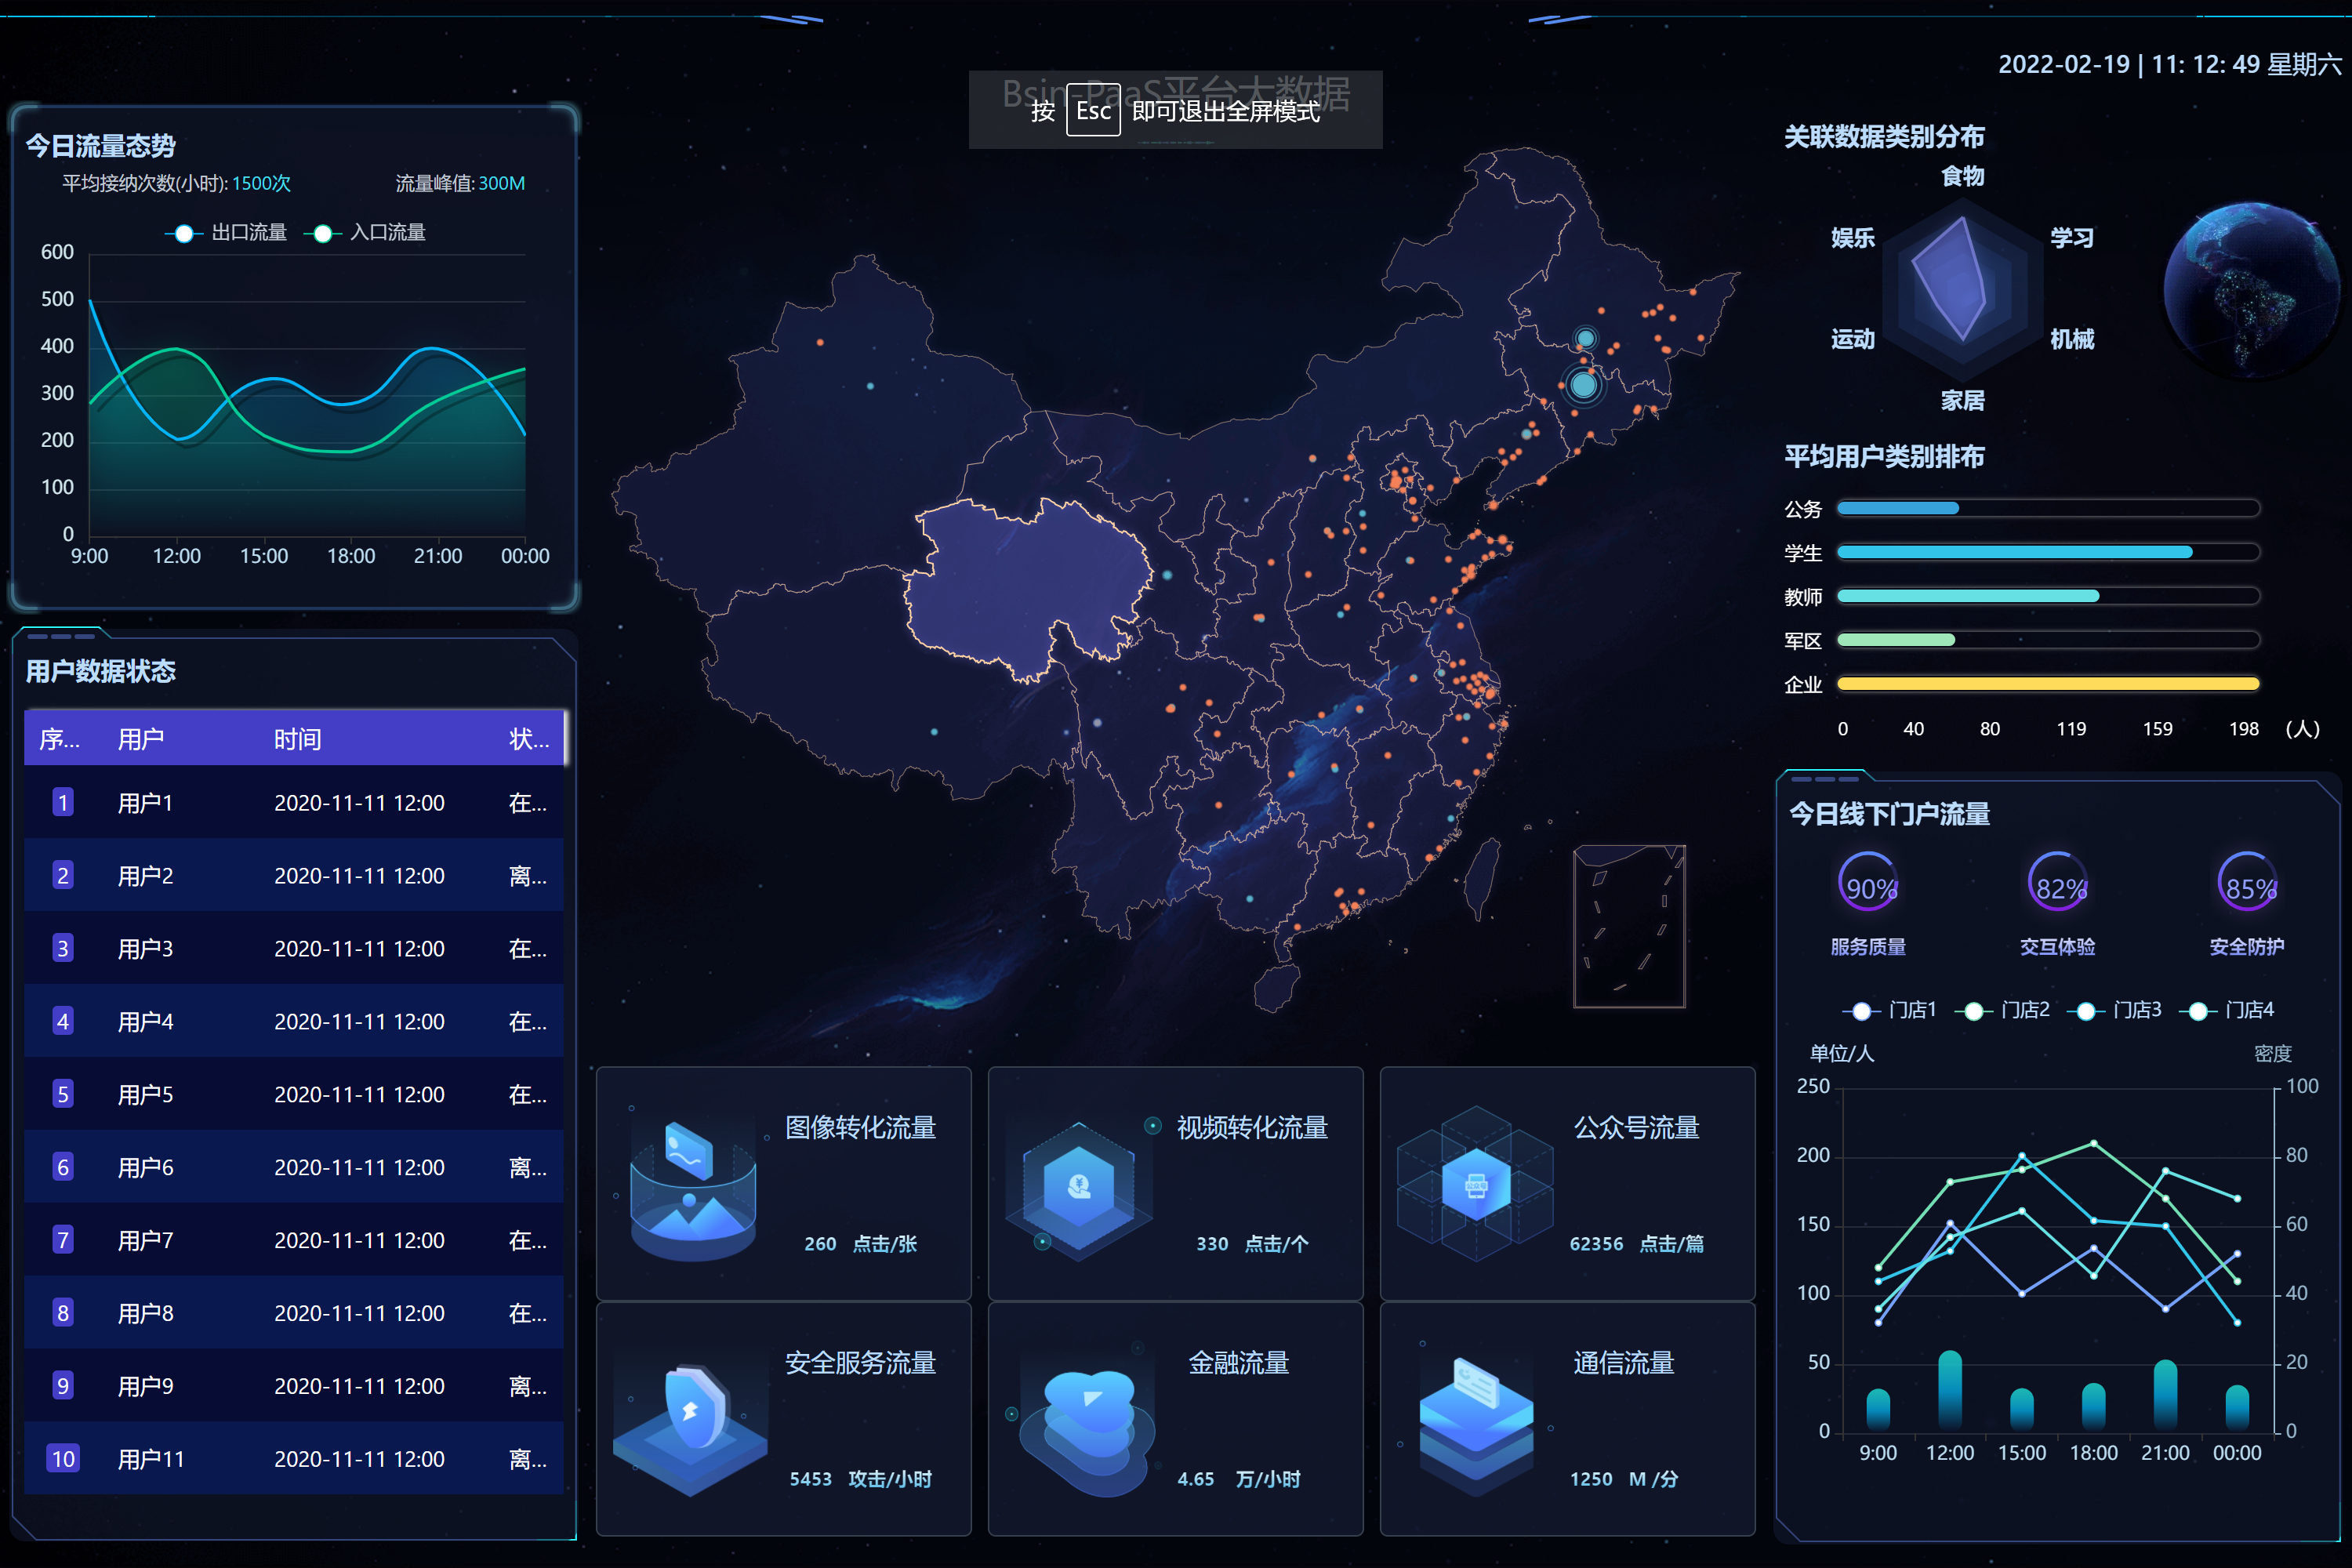 2022-02-19 | 11: 12: 49 星期六
Bsin-PaaS平台大数据
按 Esc 即可退出全屏模式
今日流量态势
平均接纳次数(小时): 1500次 流量峰值: 300M
出口流量 入口流量
600
500
400
300
200
100
0
9:00 12:00 15:00 18:00 21:00 00:00
用户数据状态
序... 用户 时间 状...
1 用户1 2020-11-11 12:00 在...
2 用户2 2020-11-11 12:00 离...
3 用户3 2020-11-11 12:00 在...
4 用户4 2020-11-11 12:00 在...
5 用户5 2020-11-11 12:00 在...
6 用户6 2020-11-11 12:00 离...
7 用户7 2020-11-11 12:00 在...
8 用户8 2020-11-11 12:00 在...
9 用户9 2020-11-11 12:00 离...
10 用户11 2020-11-11 12:00 离...
图像转化流量
260 点击/张
视频转化流量
¥
330 点击/个
公众号流量
公众号
62356 点击/篇
安全服务流量
5453 攻击/小时
金融流量
4.65 万/小时
通信流量
1250 M /分
关联数据类别分布
食物
娱乐 学习
运动 机械
家居
平均用户类别排布
公务
学生
教师
军区
企业
0 40 80 119 159 198 (人)
今日线下门户流量
90% 82% 85%
服务质量 交互体验 安全防护
门店1 门店2 门店3 门店4
单位/人 密度
250 100
200 80
150 60
100 40
50 20
0 0
9:00 12:00 15:00 18:00 21:00 00:00